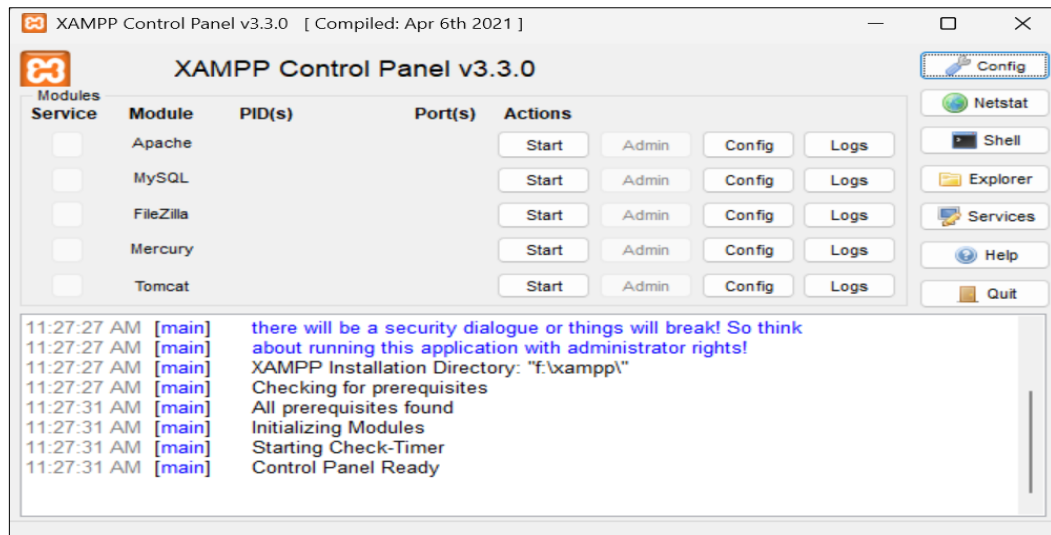 XAMPP Control Panel v3.3.0 [ Compiled: Apr 6th 2021 ]
XAMPP Control Panel v3.3.0
Config
Modules
Netstat
Service Module PID(s) Port(s) Actions
Apache Start Admin Config Logs
Shell
MySQL Start Admin Config Logs
Explorer
FileZilla Start Admin Config Logs
Services
Mercury Start Admin Config Logs
Help
Tomcat Start Admin Config Logs
Quit
11:27:27 AM [main] there will be a security dialogue or things will break! So think
11:27:27 AM [main] about running this application with administrator rights!
11:27:27 AM [main] XAMPP Installation Directory: "f:\xampp\"
11:27:27 AM [main] Checking for prerequisites
11:27:31 AM [main] All prerequisites found
11:27:31 AM [main] Initializing Modules
11:27:31 AM [main] Starting Check-Timer
11:27:31 AM [main] Control Panel Ready